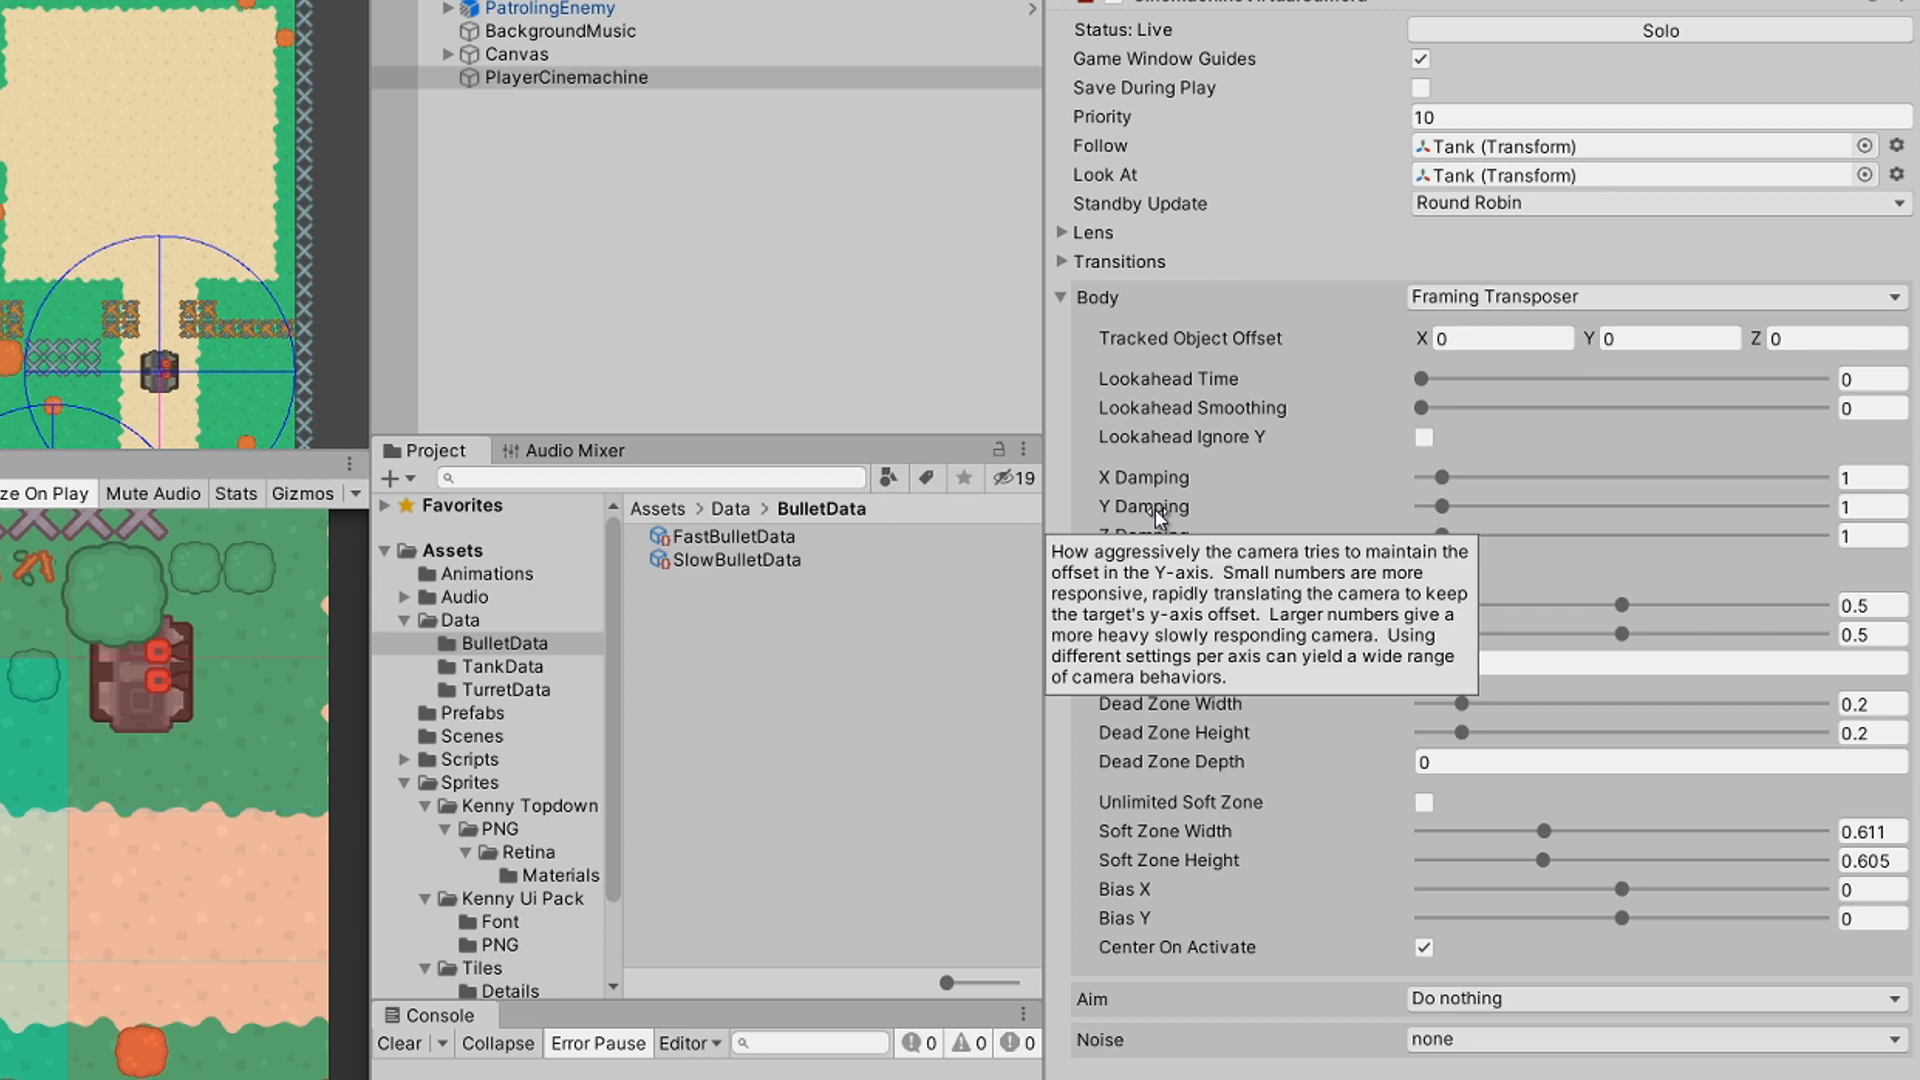 PatrolingEnemy
BackgroundMusic
Canvas
PlayerCinemachine
ze On Play Mute Audio Stats Gizmos
Project Audio Mixer
19
Favorites
Assets
Animations
Audio
Data
BulletData
TankData
TurretData
Prefabs
Scenes
Scripts
Sprites
Kenny Topdown
PNG
Retina
Materials
Kenny Ui Pack
Font
PNG
Tiles
Details
Assets > Data > BulletData
FastBulletData
SlowBulletData
Console
Clear Collapse Error Pause Editor 0 0 0
Status: Live Solo
Game Window Guides
Save During Play
Priority 10
Follow Tank (Transform)
Look At Tank (Transform)
Standby Update Round Robin
Lens
Transitions
Body Framing Transposer
Tracked Object Offset X 0 Y 0 Z 0
Lookahead Time 0
Lookahead Smoothing 0
Lookahead Ignore Y
X Damping 1
Y Damping 1
1
How aggressively the camera tries to maintain the
offset in the Y-axis. Small numbers are more
responsive, rapidly translating the camera to keep
the target's y-axis offset. Larger numbers give a
more heavy slowly responding camera. Using
different settings per axis can yield a wide range
of camera behaviors.
0.5
0.5
Dead Zone Width 0.2
Dead Zone Height 0.2
Dead Zone Depth 0
Unlimited Soft Zone
Soft Zone Width 0.611
Soft Zone Height 0.605
Bias X 0
Bias Y 0
Center On Activate
Aim Do nothing
Noise none